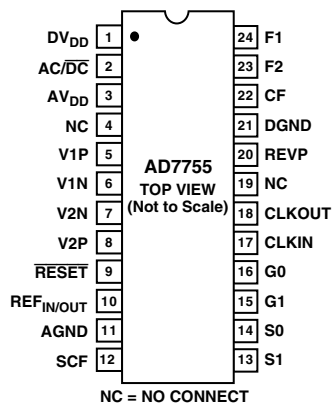 DVDD 1 24 F1
AC/DC 2 23 F2
AVDD 3 22 CF
NC 4 21 DGND
V1P 5 20 REVP
V1N 6 AD7755 19 NC
V2N 7 TOP VIEW 18 CLKOUT
V2P 8 (Not to Scale) 17 CLKIN
RESET 9 16 G0
REFIN/OUT 10 15 G1
AGND 11 14 S0
SCF 12 13 S1
NC = NO CONNECT